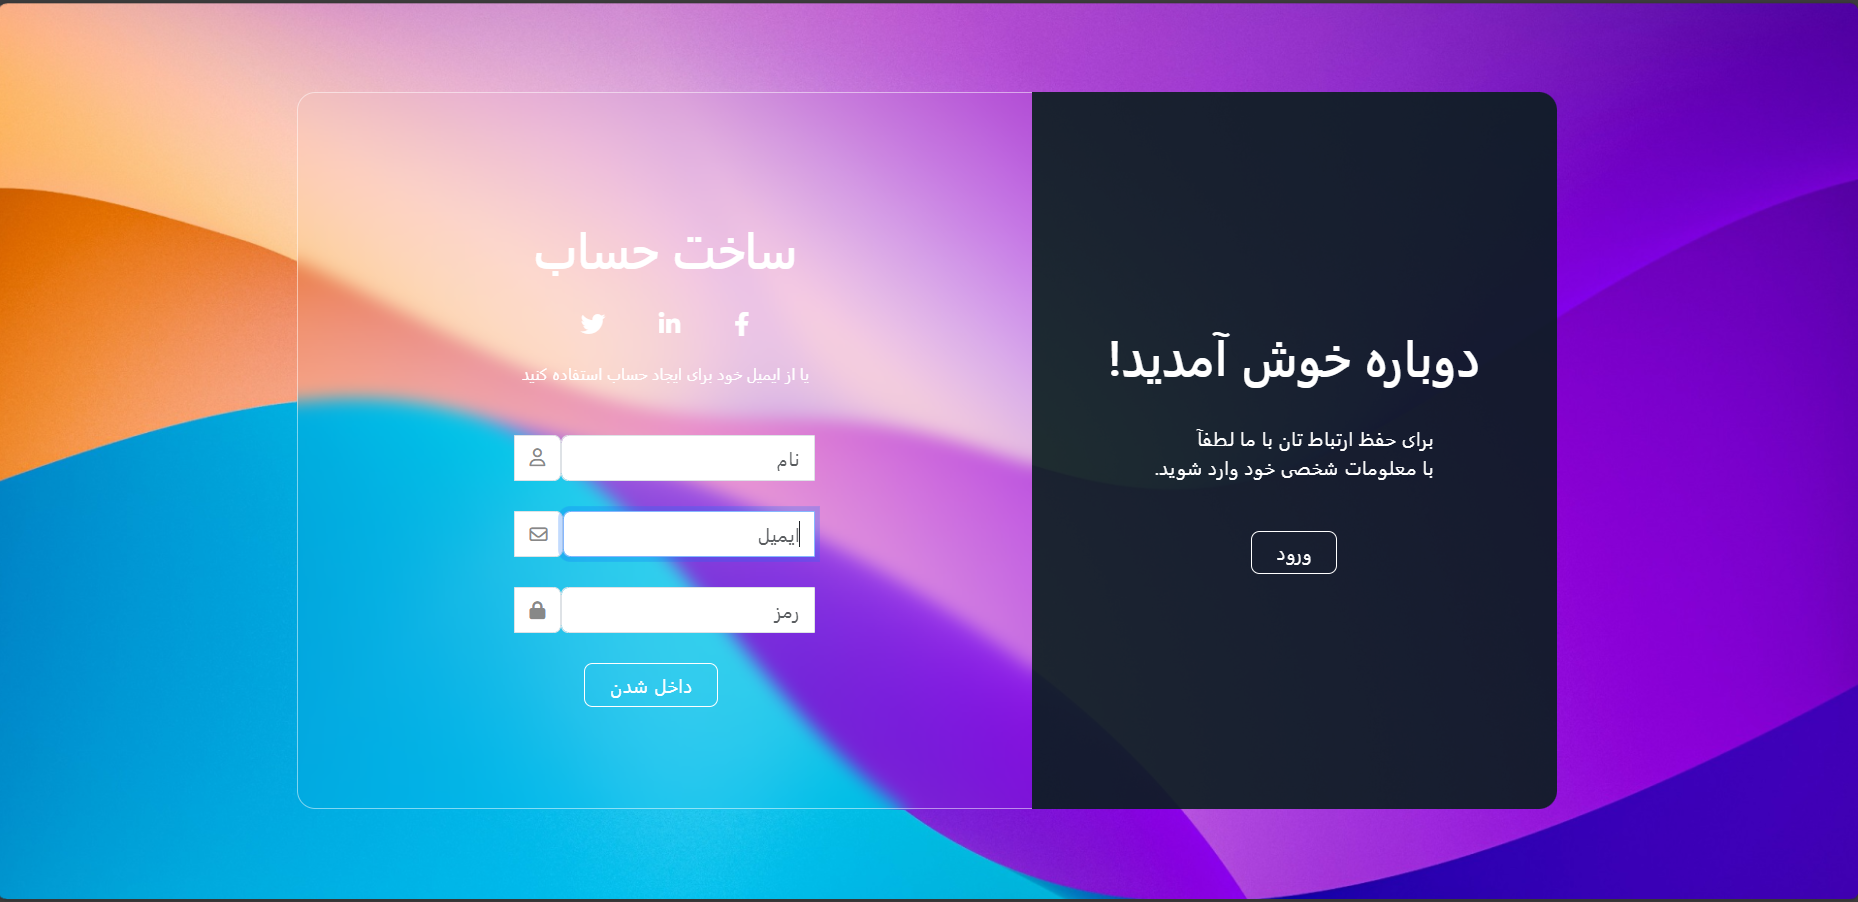 دوباره خوش آمدید!
برای حفظ ارتباط تان با ما لطفآ
با معلومات شخصی خود وارد شوید.
ورود
ساخت حساب
یا از ایمیل خود برای ایجاد حساب استفاده کنید
نام
ایمیل
رمز
داخل شدن